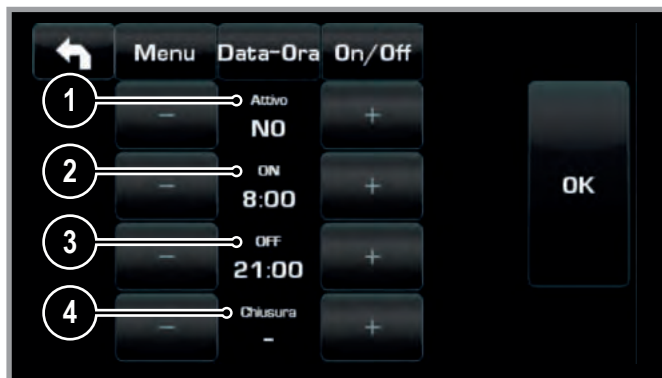 Menu Data-Ora On/Off
1 Attivo
- NO +
2 ON
- 8:00 + OK
3 OFF
- 21:00 +
4 Chiusura
- - +